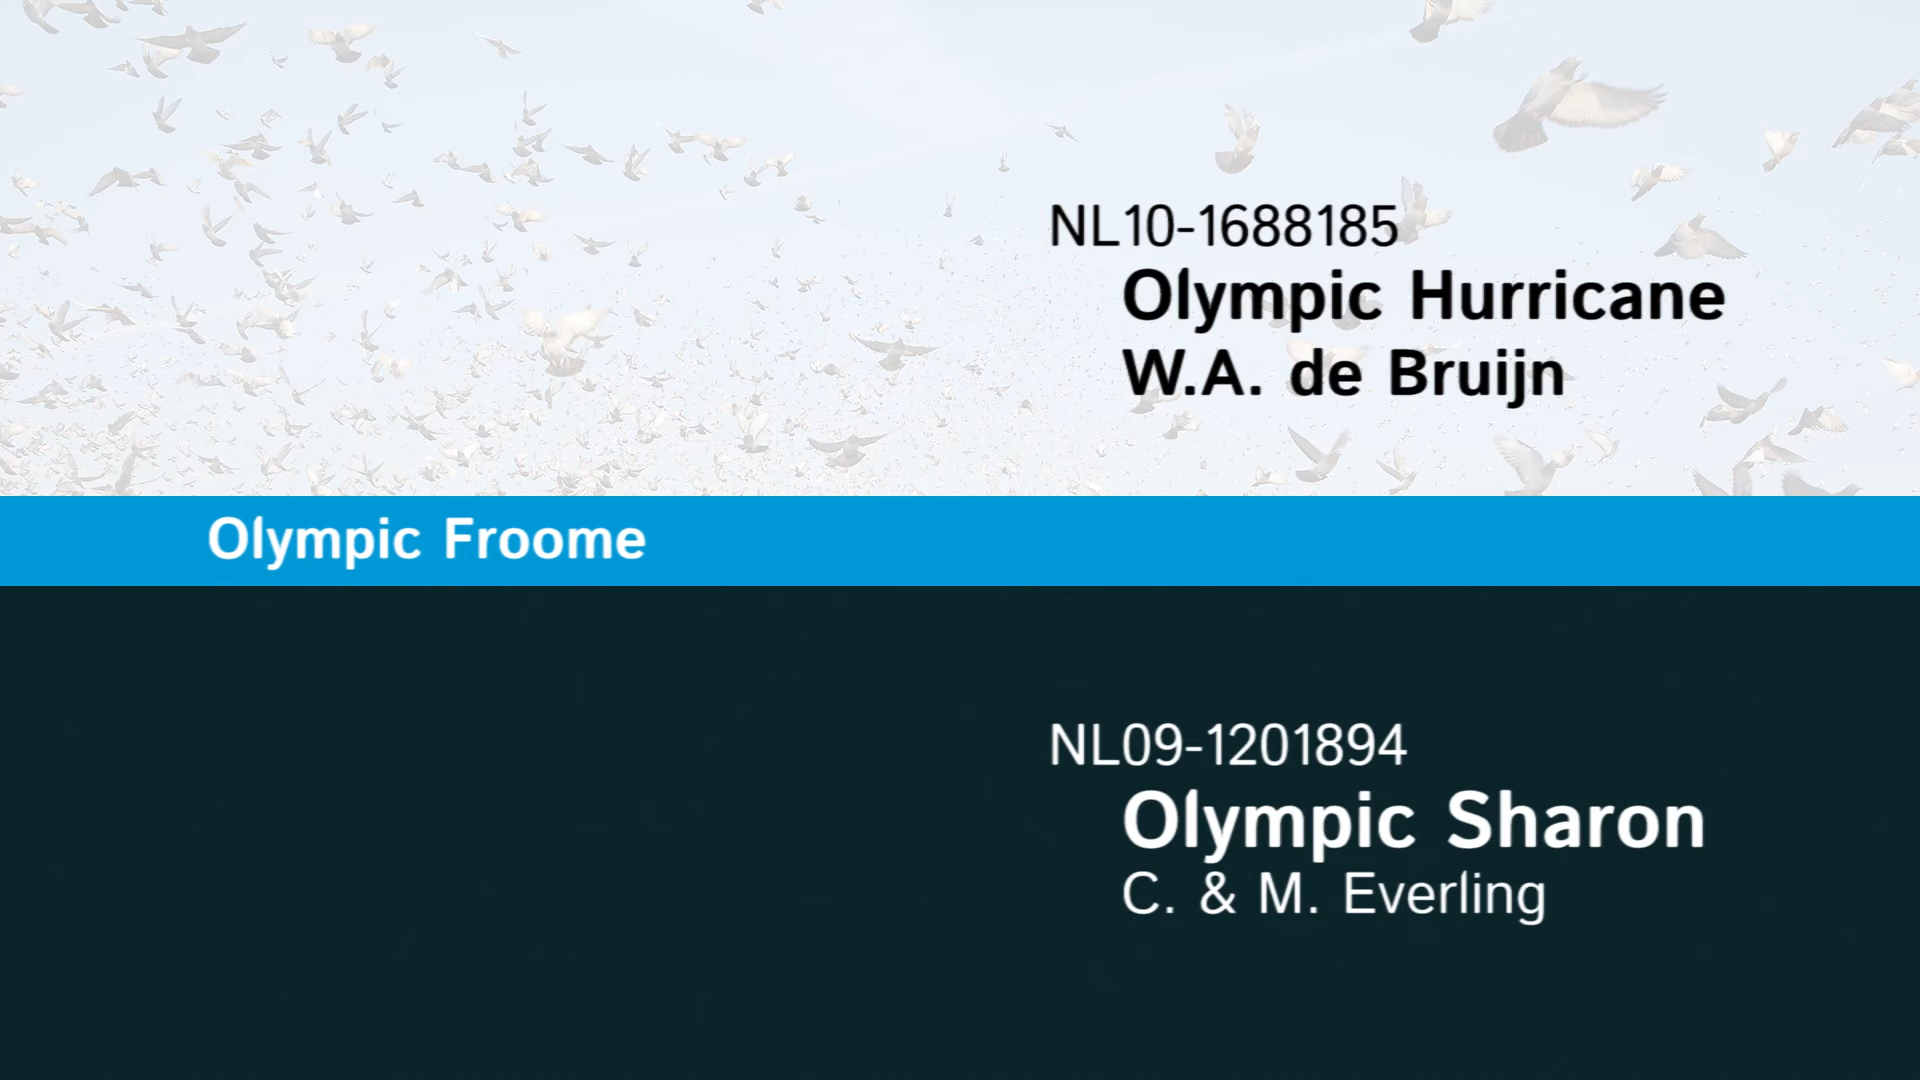 NL10-1688185
Olympic Hurricane
W.A. de Bruijn
Olympic Froome
NL09-1201894
Olympic Sharon
C. & M. Everling